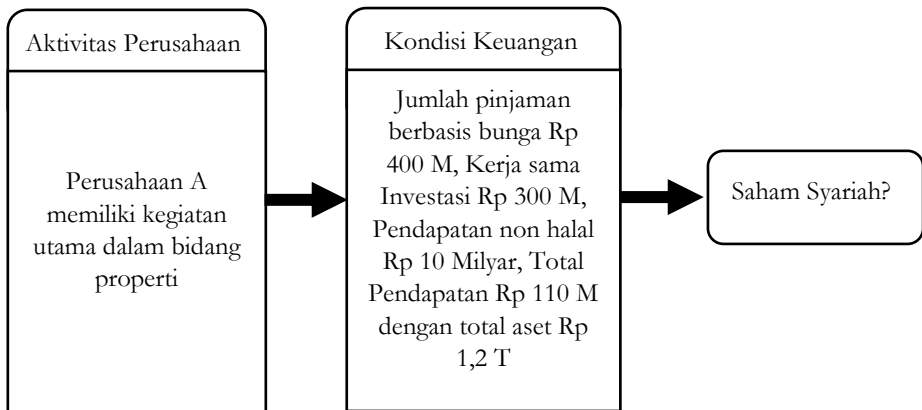 Aktivitas Perusahaan
Perusahaan A
memiliki kegiatan
utama dalam bidang
properti
Kondisi Keuangan
Jumlah pinjaman
berbasis bunga Rp
400 M, Kerja sama
Investasi Rp 300 M,
Pendapatan non halal
Rp 10 Milyar, Total
Pendapatan Rp 110 M
dengan total aset Rp
1,2 T
Saham Syariah?